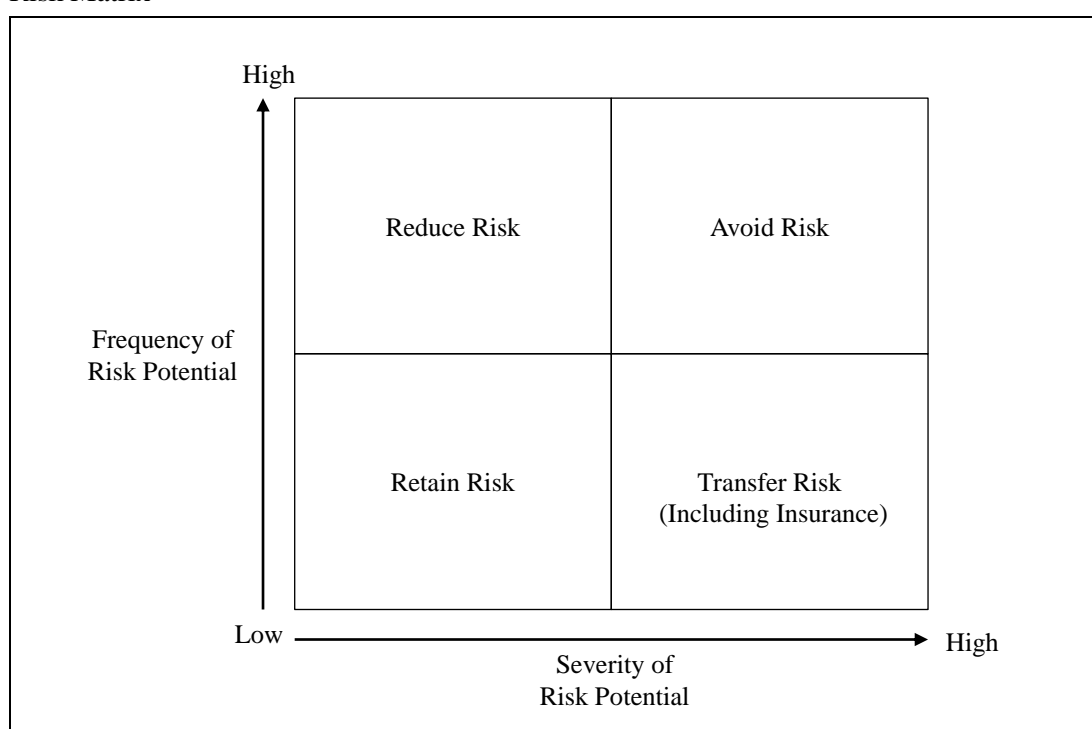 Risk Matrix
High
Reduce Risk
Avoid Risk
Frequency of
Risk Potential
Retain Risk
Transfer Risk
(Including Insurance)
Low
High
Severity of
Risk Potential